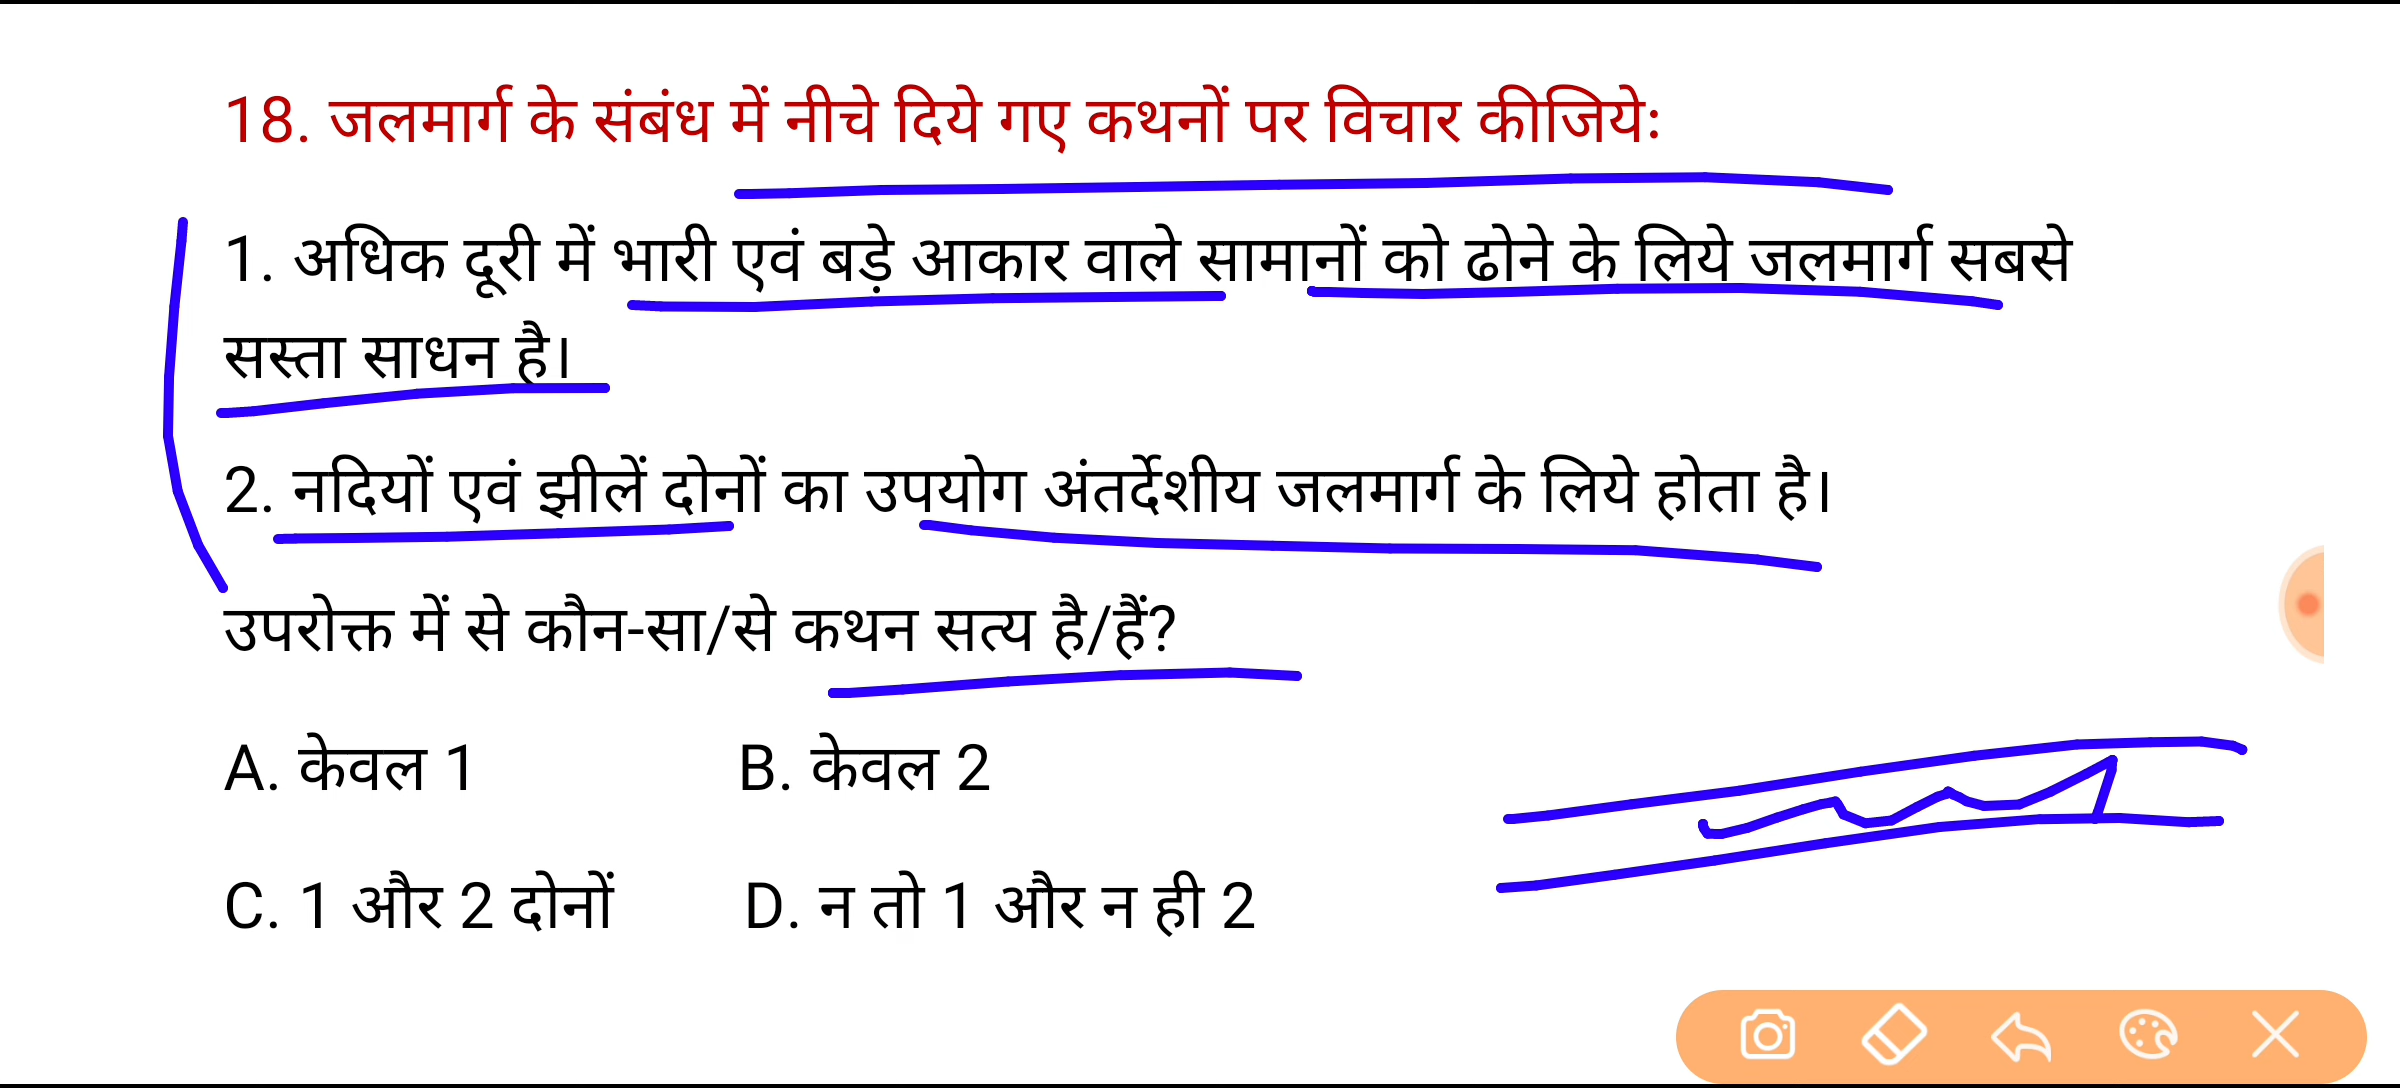 18. जलमार्ग के संबंध में नीचे दिये गए कथनों पर विचार कीजिये:
1. अधिक दूरी में भारी एवं बड़े आकार वाले सामानों को ढोने के लिये जलमार्ग सबसे
सस्ता साधन है।
2. नदियों एवं झीलें दोनों का उपयोग अंतर्देशीय जलमार्ग के लिये होता है।
उपरोक्त में से कौन-सा/से कथन सत्य है/हैं?
A. केवल 1 B. केवल 2
C. 1 और 2 दोनों D. न तो 1 और न ही 2